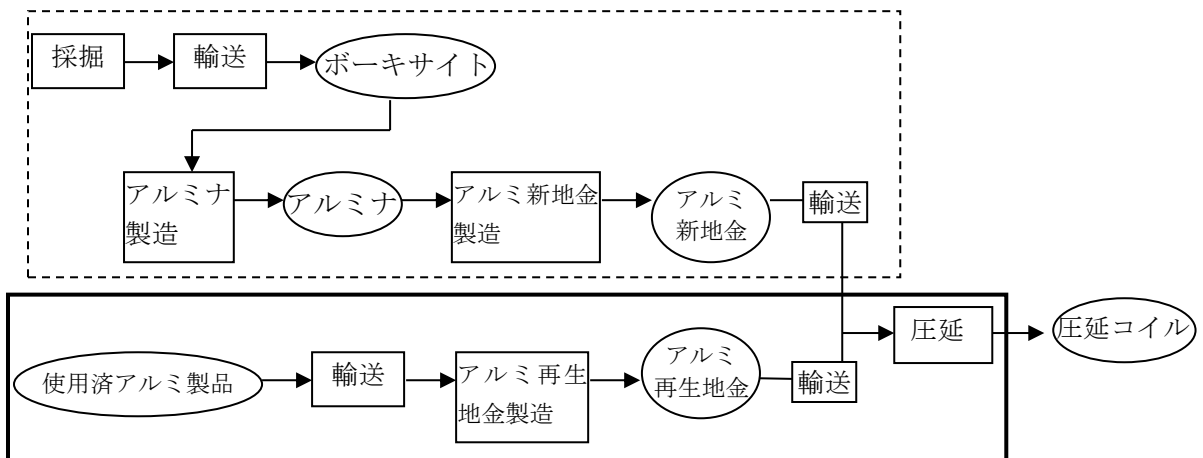 採掘
輸送
ボーキサイト
アルミナ
製造
アルミナ
アルミ新地金
製造
アルミ
新地金
輸送
使用済アルミ製品
輸送
アルミ再生
地金製造
アルミ
再生地金
輸送
圧延
圧延コイル